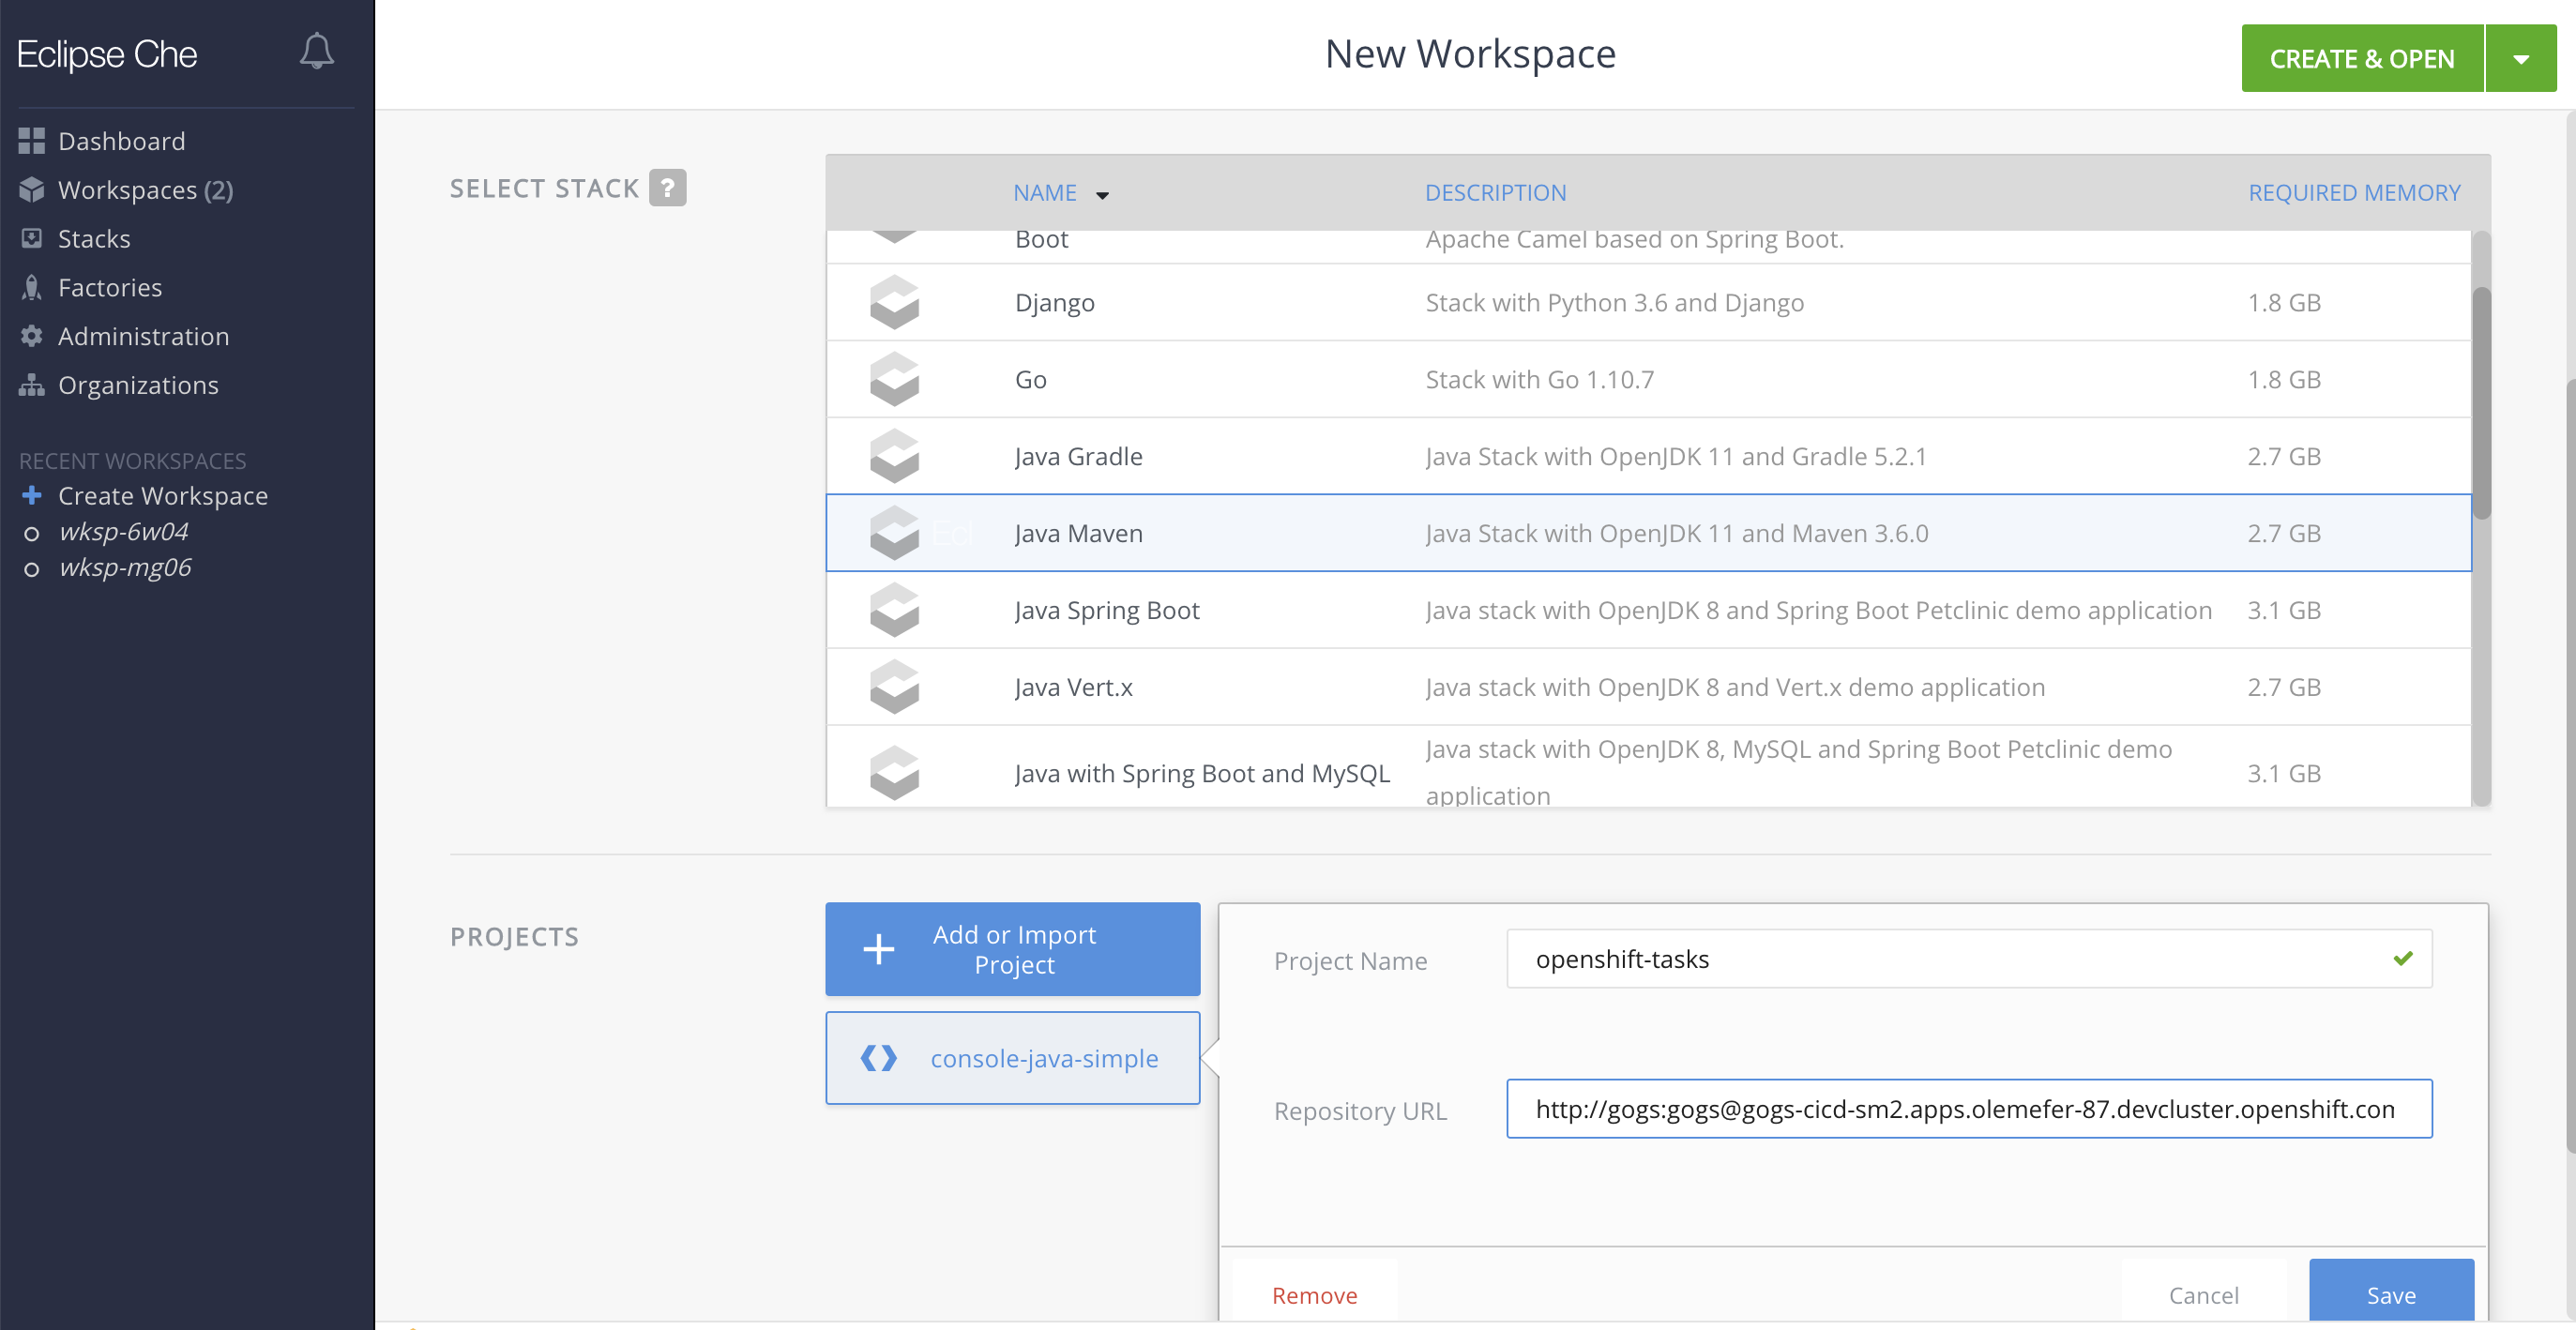 Eclipse Che
Dashboard
Workspaces (2)
Stacks
Factories
Administration
Organizations
RECENT WORKSPACES
Create Workspace
wksp-6w04
wksp-mg06
New Workspace
CREATE & OPEN
SELECT STACK ?
NAME DESCRIPTION REQUIRED MEMORY
Boot Apache Camel based on Spring Boot.
Django Stack with Python 3.6 and Django 1.8 GB
Go Stack with Go 1.10.7 1.8 GB
Java Gradle Java Stack with OpenJDK 11 and Gradle 5.2.1 2.7 GB
Ecl Java Maven Java Stack with OpenJDK 11 and Maven 3.6.0 2.7 GB
Java Spring Boot Java stack with OpenJDK 8 and Spring Boot Petclinic demo application 3.1 GB
Java Vert.x Java stack with OpenJDK 8 and Vert.x demo application 2.7 GB
Java with Spring Boot and MySQL Java stack with OpenJDK 8, MySQL and Spring Boot Petclinic demo
application 3.1 GB
PROJECTS
Add or Import
Project
console-java-simple
Project Name openshift-tasks
Repository URL http://gogs:gogs@gogs-cicd-sm2.apps.olemefer-87.devcluster.openshift.con
Remove Cancel Save